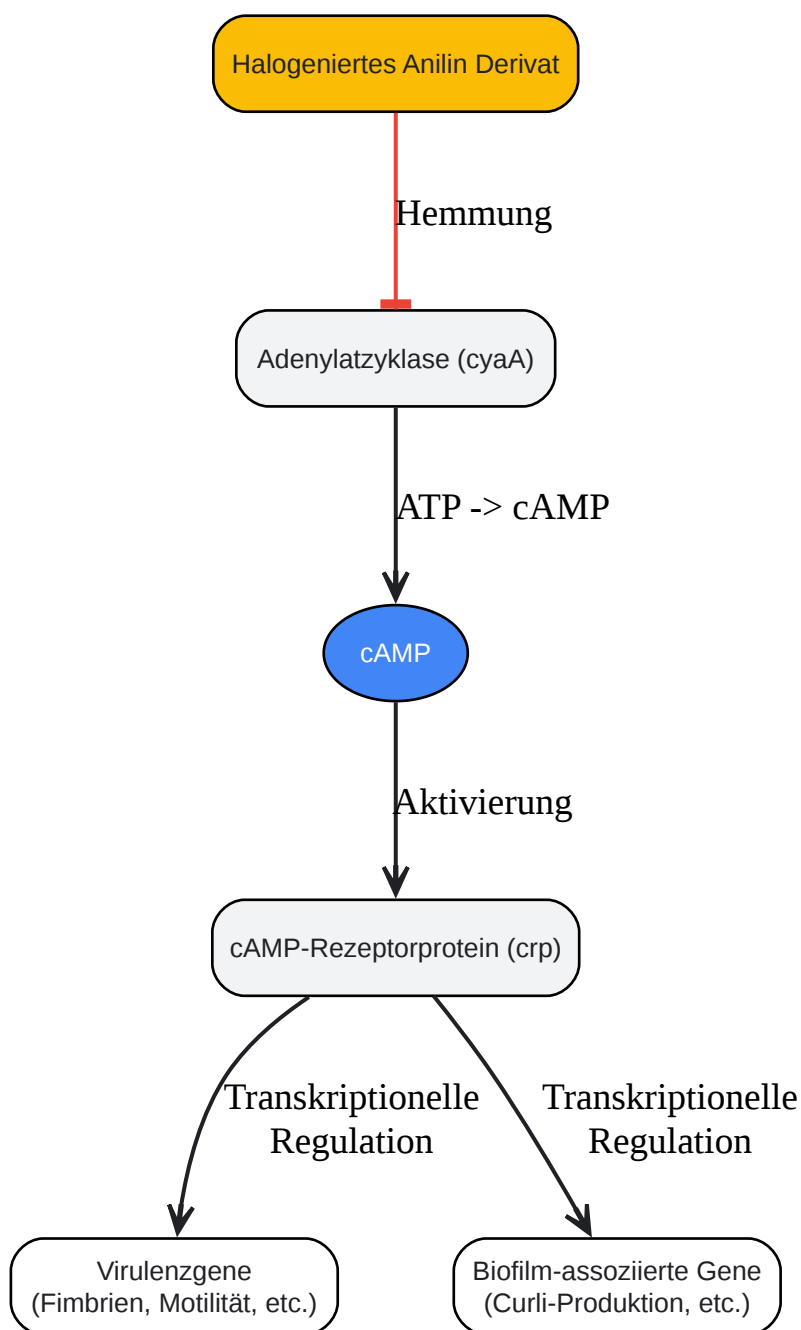 Halogeniertes Anilin Derivat
Hemmung
Adenylatzyklase (cyaA)
ATP -> cAMP
cAMP
Aktivierung
cAMP-Rezeptorprotein (crp)
Transkriptionelle
Regulation
Transkriptionelle
Regulation
Virulenzgene
(Fimbrien, Motilität, etc.)
Biofilm-assoziierte Gene
(Curli-Produktion, etc.)